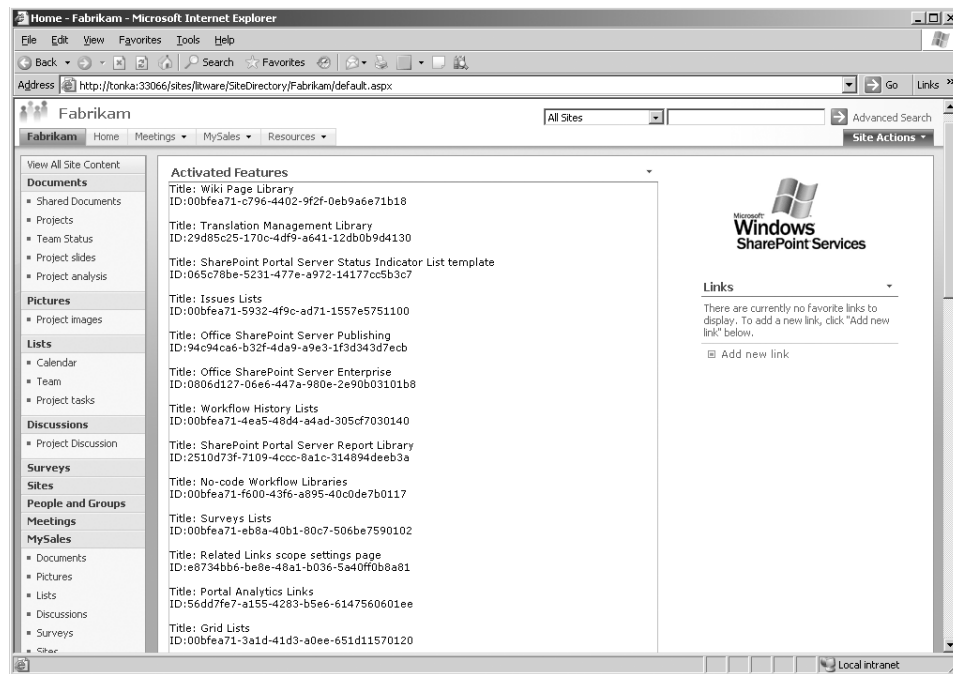 Home - Fabrikam - Microsoft Internet Explorer
File Edit View Favorites Tools Help
Back Search Favorites
Address http://tonka:33066/sites/litware/SiteDirectory/Fabrikam/default.aspx Go Links »
Fabrikam
All Sites Advanced Search
Fabrikam Home Meetings MySales Resources Site Actions
View All Site Content
Documents
Shared Documents
Projects
Team Status
Project slides
Project analysis
Pictures
Project images
Lists
Calendar
Team
Project tasks
Discussions
Project Discussion
Surveys
Sites
People and Groups
Meetings
MySales
Documents
Pictures
Lists
Discussions
Surveys
Sites
Activated Features
Title: Wiki Page Library
ID:00bfea71-c796-4402-9f2f-0eb9a6e71b18
Title: Translation Management Library
ID:29d85c25-170c-4df9-a641-12db0b9d4130
Title: SharePoint Portal Server Status Indicator List template
ID:065c78be-5231-477e-a972-14177cc5b3c7
Title: Issues Lists
ID:00bfea71-5932-4f9c-ad71-1557e5751100
Title: Office SharePoint Server Publishing
ID:94c94ca6-b32f-4da9-a9e3-1f3d343d7ecb
Title: Office SharePoint Server Enterprise
ID:0806d127-06e6-447a-980e-2e90b03101b8
Title: Workflow History Lists
ID:00bfea71-4ea5-48d4-a4ad-305cf7030140
Title: SharePoint Portal Server Report Library
ID:2510d73f-7109-4ccc-8a1c-314894deeb3a
Title: No-code Workflow Libraries
ID:00bfea71-f600-43f6-a895-40c0de7b0117
Title: Surveys Lists
ID:00bfea71-eb8a-40b1-80c7-506be7590102
Title: Related Links scope settings page
ID:e8734bb6-be8e-48a1-b036-5a40ff0b8a81
Title: Portal Analytics Links
ID:56dd7fe7-a155-4283-b5e6-6147560601ee
Title: Grid Lists
ID:00bfea71-3a1d-41d3-a0ee-651d11570120
Microsoft
Windows
SharePoint Services
Links
There are currently no favorite links to
display. To add a new link, click "Add new
link" below.
Add new link
Local intranet